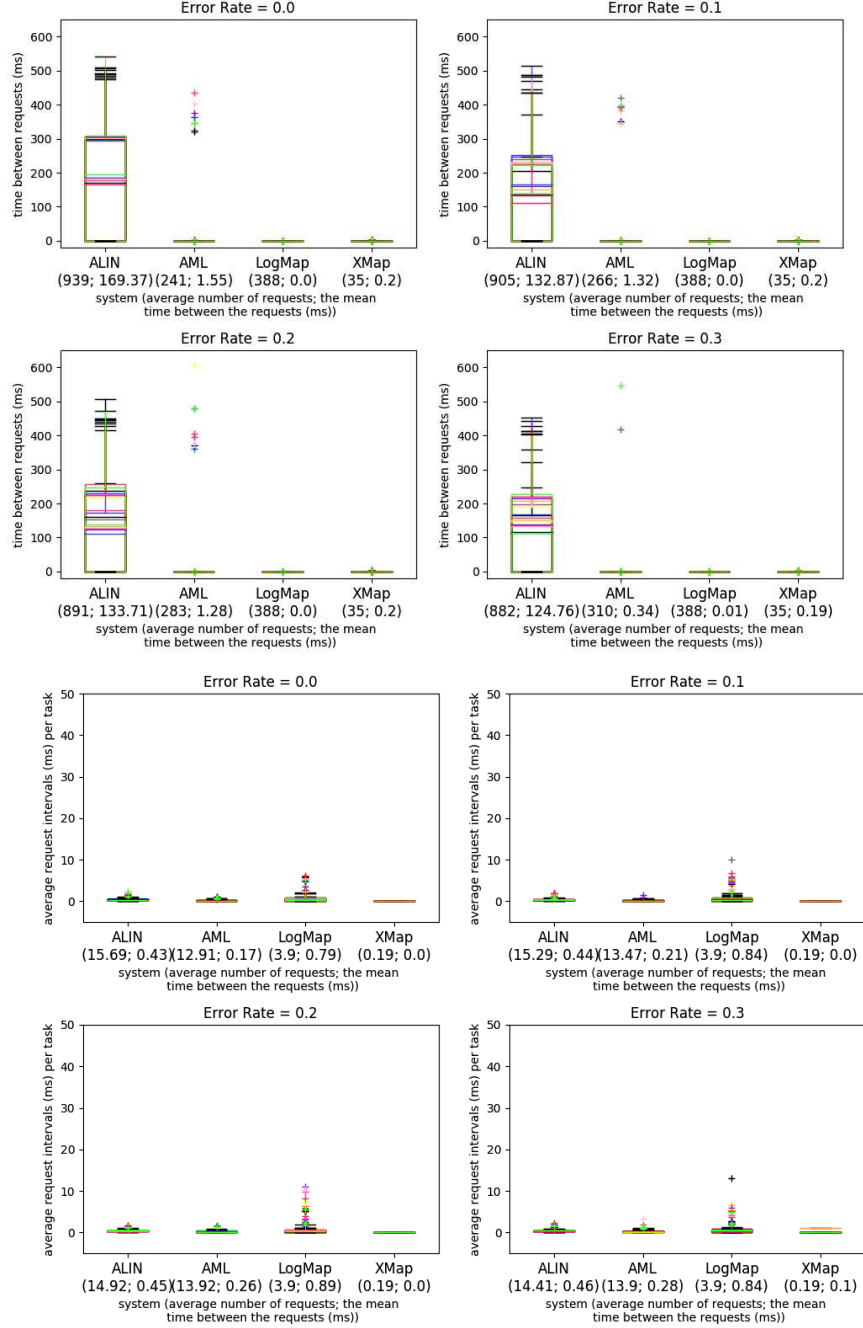 Error Rate = 0.0
time between requests (ms)
600
500
400
300
200
100
0
ALIN AML LogMap XMap
(939; 169.37) (241; 1.55) (388; 0.0) (35; 0.2)
system (average number of requests; the mean
time between the requests (ms))
Error Rate = 0.1
time between requests (ms)
600
500
400
300
200
100
0
ALIN AML LogMap XMap
(905; 132.87) (266; 1.32) (388; 0.0) (35; 0.2)
system (average number of requests; the mean
time between the requests (ms))
Error Rate = 0.2
time between requests (ms)
600
500
400
300
200
100
0
ALIN AML LogMap XMap
(891; 133.71) (283; 1.28) (388; 0.0) (35; 0.2)
system (average number of requests; the mean
time between the requests (ms))
Error Rate = 0.3
time between requests (ms)
600
500
400
300
200
100
0
ALIN AML LogMap XMap
(882; 124.76) (310; 0.34) (388; 0.01) (35; 0.19)
system (average number of requests; the mean
time between the requests (ms))
Error Rate = 0.0
average request intervals (ms) per task
50
40
30
20
10
0
ALIN AML LogMap XMap
(15.69; 0.43)(12.91; 0.17) (3.9; 0.79) (0.19; 0.0)
system (average number of requests; the mean
time between the requests (ms))
Error Rate = 0.1
average request intervals (ms) per task
50
40
30
20
10
0
ALIN AML LogMap XMap
(15.29; 0.44)(13.47; 0.21) (3.9; 0.84) (0.19; 0.0)
system (average number of requests; the mean
time between the requests (ms))
Error Rate = 0.2
average request intervals (ms) per task
50
40
30
20
10
0
ALIN AML LogMap XMap
(14.92; 0.45)(13.92; 0.26) (3.9; 0.89) (0.19; 0.0)
system (average number of requests; the mean
time between the requests (ms))
Error Rate = 0.3
average request intervals (ms) per task
50
40
30
20
10
0
ALIN AML LogMap XMap
(14.41; 0.46) (13.9; 0.28) (3.9; 0.84) (0.19; 0.1)
system (average number of requests; the mean
time between the requests (ms))